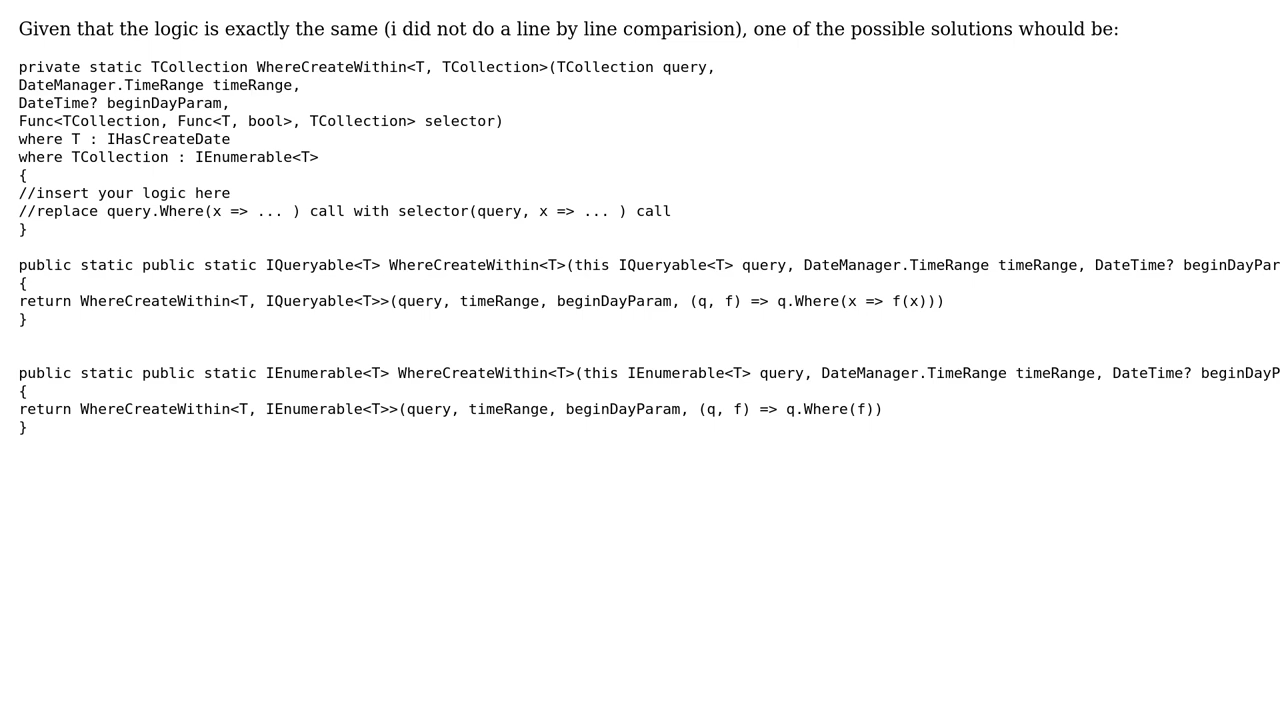 Given that the logic is exactly the same (i did not do a line by line comparision), one of the possible solutions whould be:
private static TCollection WhereCreateWithin<T, TCollection>(TCollection query,
DateManager.TimeRange timeRange,
DateTime? beginDayParam,
Func<TCollection, Func<T, bool>, TCollection> selector)
where T : IHasCreateDate
where TCollection : IEnumerable<T>
{
//insert your logic here
//replace query.Where(x => ... ) call with selector(query, x => ... ) call
}
public static public static IQueryable<T> WhereCreateWithin<T>(this IQueryable<T> query, DateManager.TimeRange timeRange, DateTime? beginDayPar
{
return WhereCreateWithin<T, IQueryable<T>>(query, timeRange, beginDayParam, (q, f) => q.Where(x => f(x)))
}
public static public static IEnumerable<T> WhereCreateWithin<T>(this IEnumerable<T> query, DateManager.TimeRange timeRange, DateTime? beginDayP
{
return WhereCreateWithin<T, IEnumerable<T>>(query, timeRange, beginDayParam, (q, f) => q.Where(f))
}